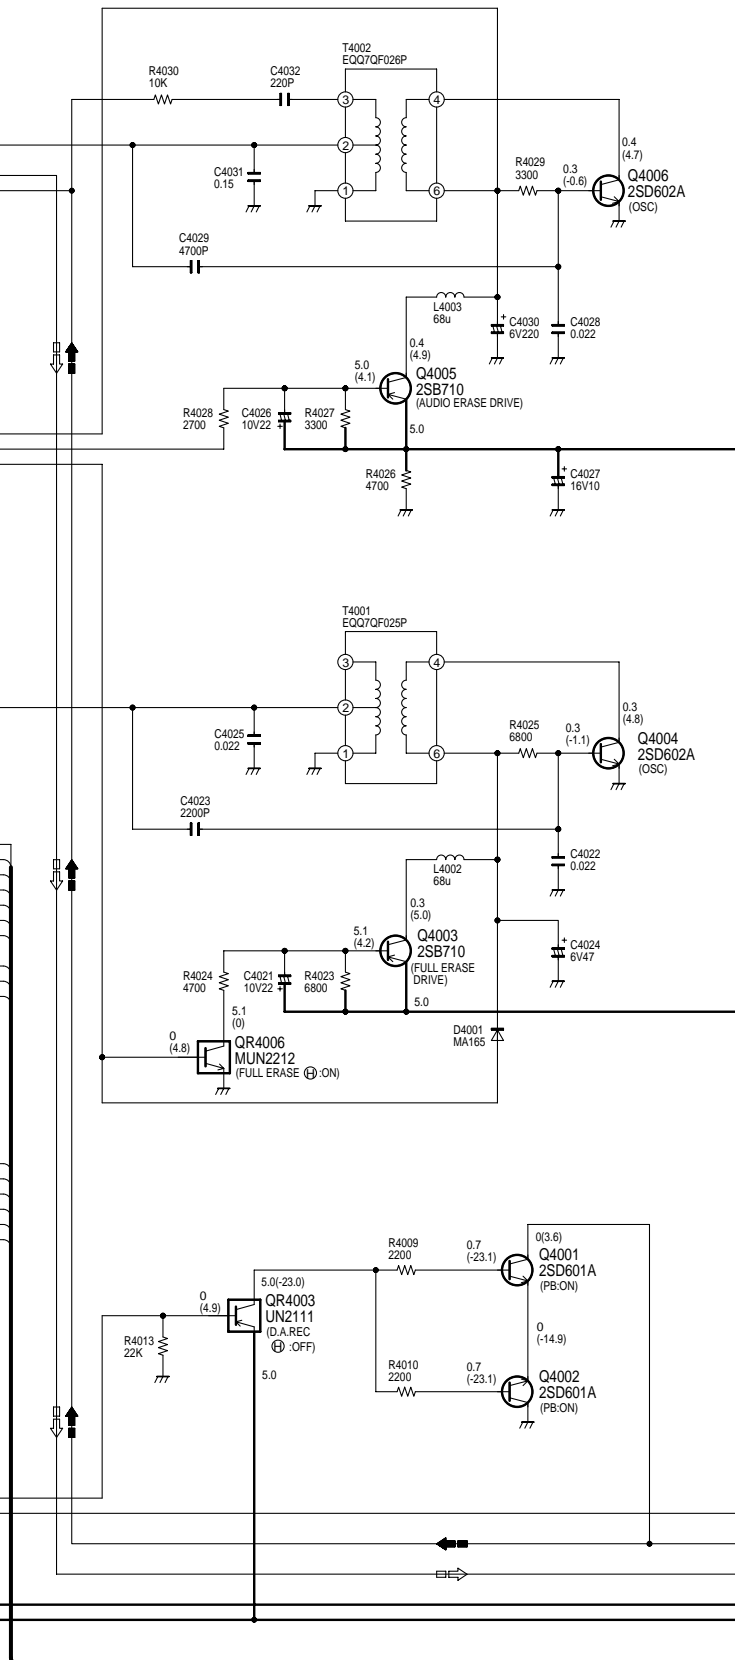 T4002
EQQ7QF026P
R4030
10K
C4032
220P
3
4
2
1
6
C4031
0.15
R4029
3300
0.3
(-0.6)
0.4
(4.7)
Q4006
2SD602A
(OSC)
C4029
4700P
L4003
68u
+
C4030
6V220
C4028
0.022
0.4
(4.9)
5.0
(4.1)
Q4005
2SB710
(AUDIO ERASE DRIVE)
R4028
2700
C4026
10V22
+
R4027
3300
5.0
R4026
4700
+
C4027
16V10
T4001
EQQ7QF025P
3
4
2
1
6
C4025
0.022
R4025
6800
0.3
(-1.1)
0.3
(4.8)
Q4004
2SD602A
(OSC)
C4023
2200P
L4002
68u
C4022
0.022
0.3
(5.0)
5.1
(4.2)
Q4003
2SB710
(FULL ERASE
DRIVE)
+
C4024
6V47
R4024
4700
C4021
10V22
+
R4023
6800
5.0
5.1
(0)
0
(4.8)
QR4006
MUN2212
(FULL ERASE Ⓗ:ON)
D4001
MA165
R4009
2200
0.7
(-23.1)
0(3.6)
Q4001
2SD601A
(PB:ON)
5.0(-23.0)
0
(4.9)
QR4003
UN2111
(D.A.REC
Ⓗ :OFF)
R4013
22K
5.0
0
(-14.9)
R4010
2200
0.7
(-23.1)
Q4002
2SD601A
(PB:ON)